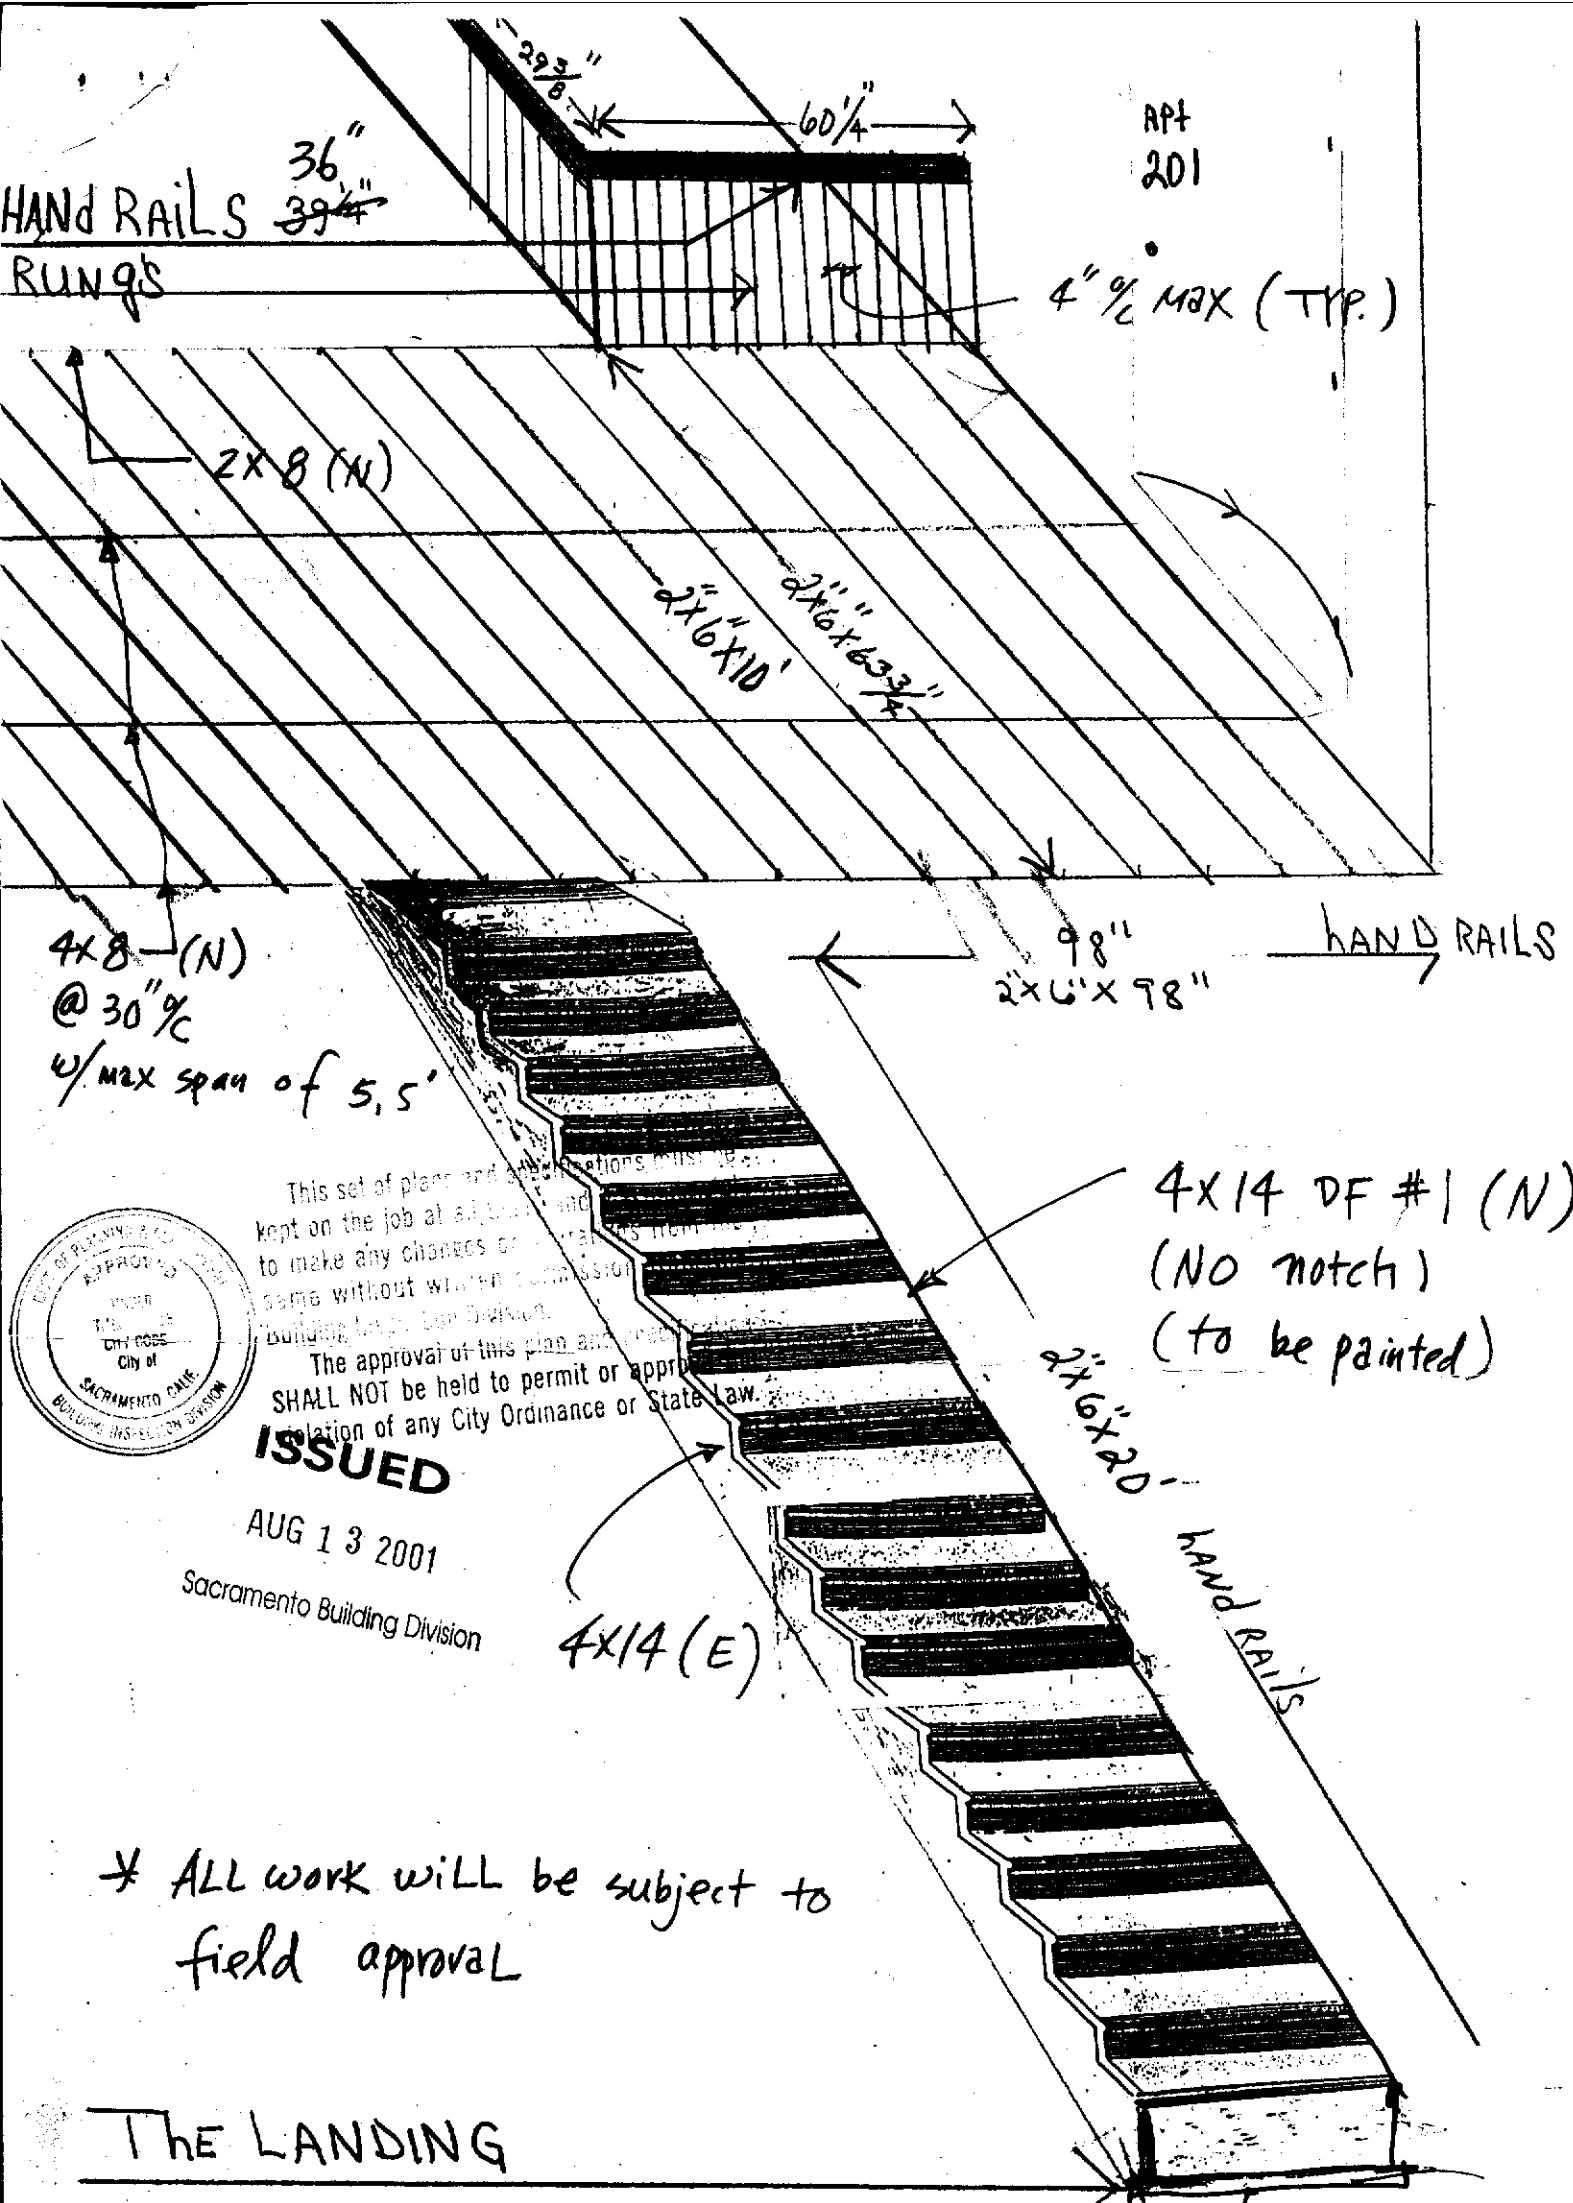 29 3/8"
60 1/4"
APt
201
36"
HANd RAiLS 39 1/4"
RUNgS
4" o/c MAX (TYP.)
2X8 (N)
2"X6"X10'
2"X6"X63 3/4"
4X8 (N)
@ 30" o/c
w/ max span of 5.5'
98"
2"X6"X98"
hAND RAILS
4X14 DF #1 (N)
(NO notch)
(to be painted)
This set of plans and specifications must be
kept on the job at all and
to make any changes or from
same without written permission
Building Division.
The approval of this plan and specifications
SHALL NOT be held to permit or approve
violation of any City Ordinance or State Law.
APPROVED
CITY CODE
City of
SACRAMENTO CALIF.
BUILDING INSPECTION DIVISION
ISSUED
AUG 13 2001
Sacramento Building Division
2"X6"X20'
hANd RAils
4X14 (E)
* ALL work wiLL be subject to
field approvaL
ThE LANDING